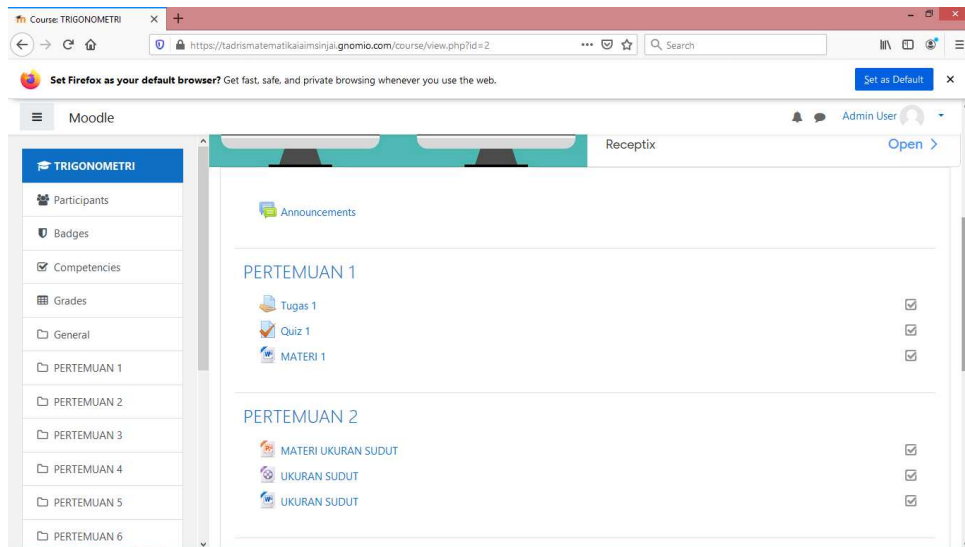 Course: TRIGONOMETRI
https://tadrismatematikaiaimsinjai.gnomio.com/course/view.php?id=2
Search
Set Firefox as your default browser? Get fast, safe, and private browsing whenever you use the web.
Set as Default
Moodle
Admin User
Receptix
Open
TRIGONOMETRI
Participants
Badges
Competencies
Grades
General
PERTEMUAN 1
PERTEMUAN 2
PERTEMUAN 3
PERTEMUAN 4
PERTEMUAN 5
PERTEMUAN 6
Announcements
PERTEMUAN 1
Tugas 1
Quiz 1
MATERI 1
PERTEMUAN 2
MATERI UKURAN SUDUT
UKURAN SUDUT
UKURAN SUDUT